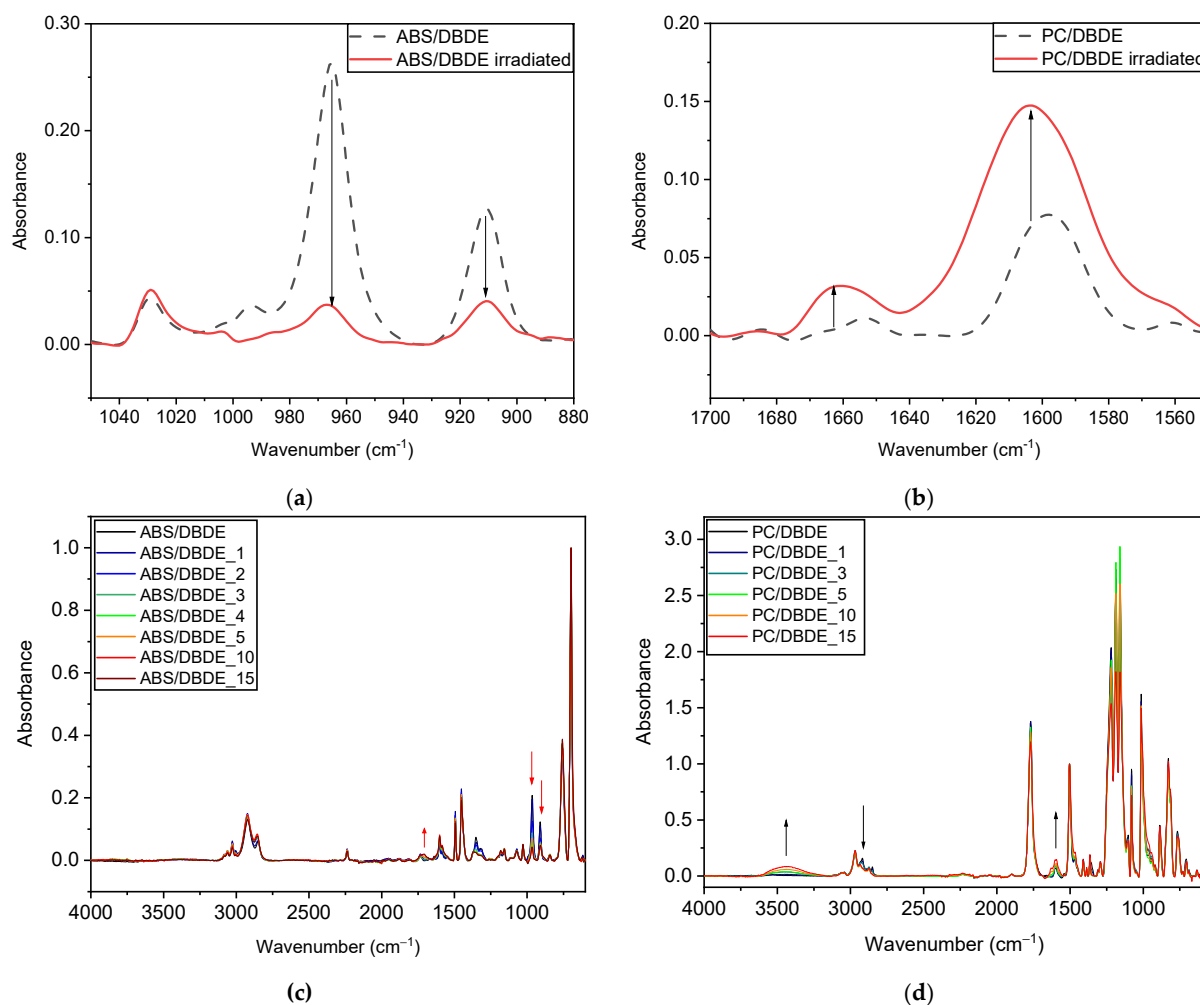 0.30
0.20
0.10
0.00
Absorbance
ABS/DBDE
ABS/DBDE irradiated
1040 1020 1000 980 960 940 920 900 880
Wavenumber (cm-1)
(a)
0.20
0.15
0.10
0.05
0.00
Absorbance
PC/DBDE
PC/DBDE irradiated
1700 1680 1660 1640 1620 1600 1580 1560
Wavenumber (cm-1)
(b)
1.0
0.8
0.6
0.4
0.2
0.0
Absorbance
ABS/DBDE
ABS/DBDE_1
ABS/DBDE_2
ABS/DBDE_3
ABS/DBDE_4
ABS/DBDE_5
ABS/DBDE_10
ABS/DBDE_15
4000 3500 3000 2500 2000 1500 1000
Wavenumber (cm−1)
(c)
3.0
2.5
2.0
1.5
1.0
0.5
0.0
Absorbance
PC/DBDE
PC/DBDE_1
PC/DBDE_3
PC/DBDE_5
PC/DBDE_10
PC/DBDE_15
4000 3500 3000 2500 2000 1500 1000
Wavenumber (cm−1)
(d)